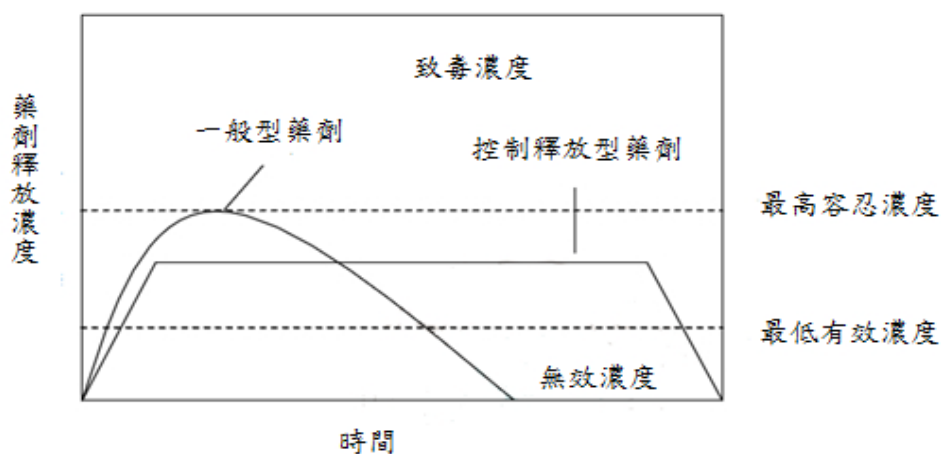 致毒濃度
藥劑釋放濃度
一般型藥劑
控制釋放型藥劑
最高容忍濃度
最低有效濃度
無效濃度
時間